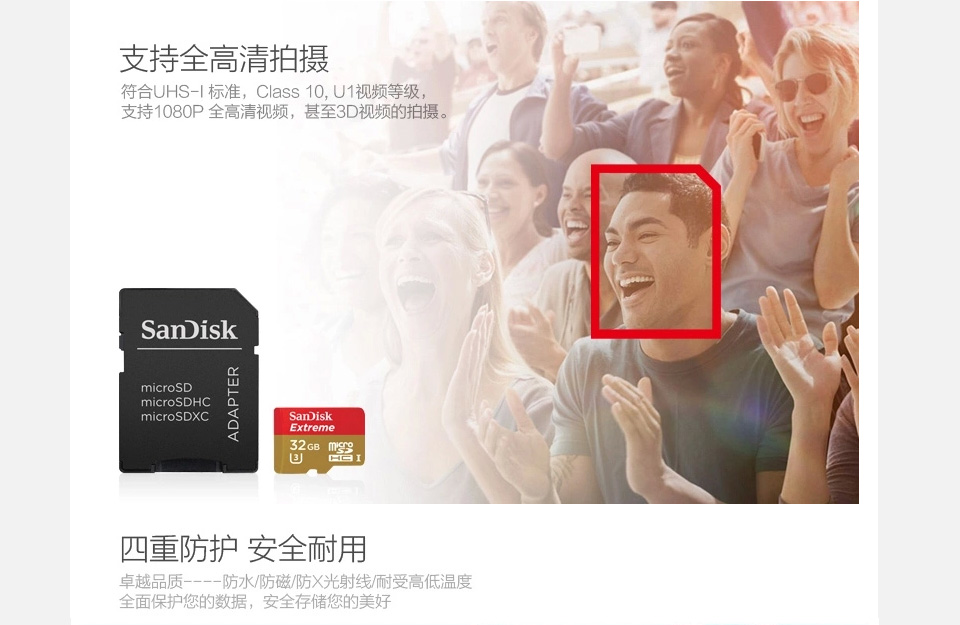 支持全高清拍摄
符合UHS-I 标准，Class 10, U1视频等级，
支持1080P 全高清视频，甚至3D视频的拍摄。
SanDisk
microSD
microSDHC
microSDXC
ADAPTER
SanDisk
Extreme
32GB
U3
micro SD HC I
四重防护 安全耐用
卓越品质----防水/防磁/防X光射线/耐受高低温度
全面保护您的数据，安全存储您的美好